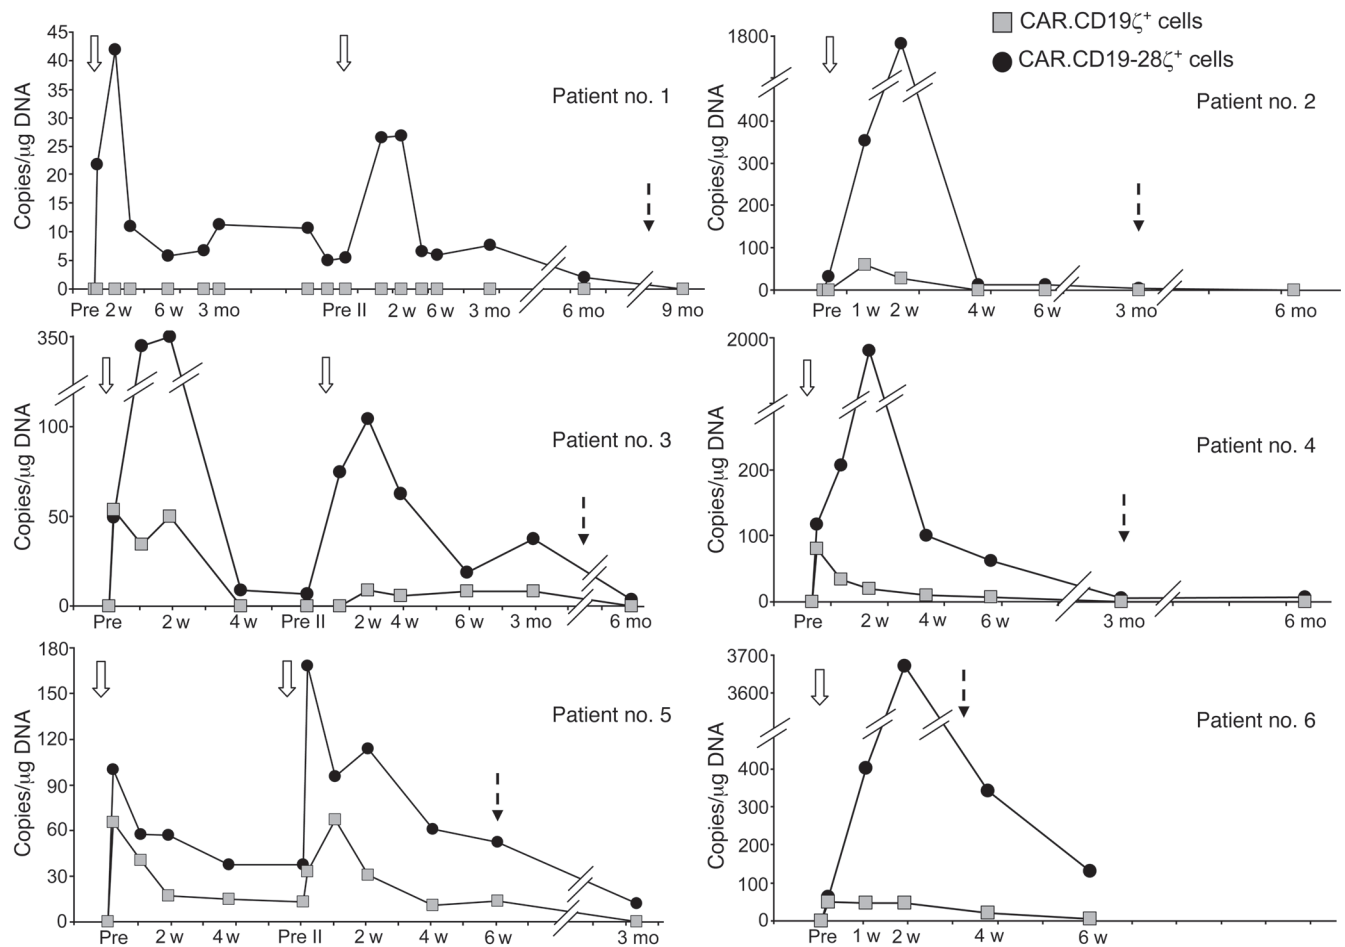 CAR.CD19ζ+ cells
CAR.CD19-28ζ+ cells
Patient no. 1
Copies/μg DNA
45
40
35
30
25
20
15
10
5
0
Pre 2 w 6 w 3 mo Pre II 2 w 6 w 3 mo 6 mo 9 mo
Patient no. 2
Copies/μg DNA
1800
400
300
200
100
0
Pre 1 w 2 w 4 w 6 w 3 mo 6 mo
Patient no. 3
Copies/μg DNA
350
100
50
0
Pre 2 w 4 w Pre II 2 w 4 w 6 w 3 mo 6 mo
Patient no. 4
Copies/μg DNA
2000
200
100
0
Pre 2 w 4 w 6 w 3 mo 6 mo
Patient no. 5
Copies/μg DNA
180
150
120
90
60
30
0
Pre 2 w 4 w Pre II 2 w 4 w 6 w 3 mo
Patient no. 6
Copies/μg DNA
3700
3600
400
300
200
100
0
Pre 1 w 2 w 4 w 6 w